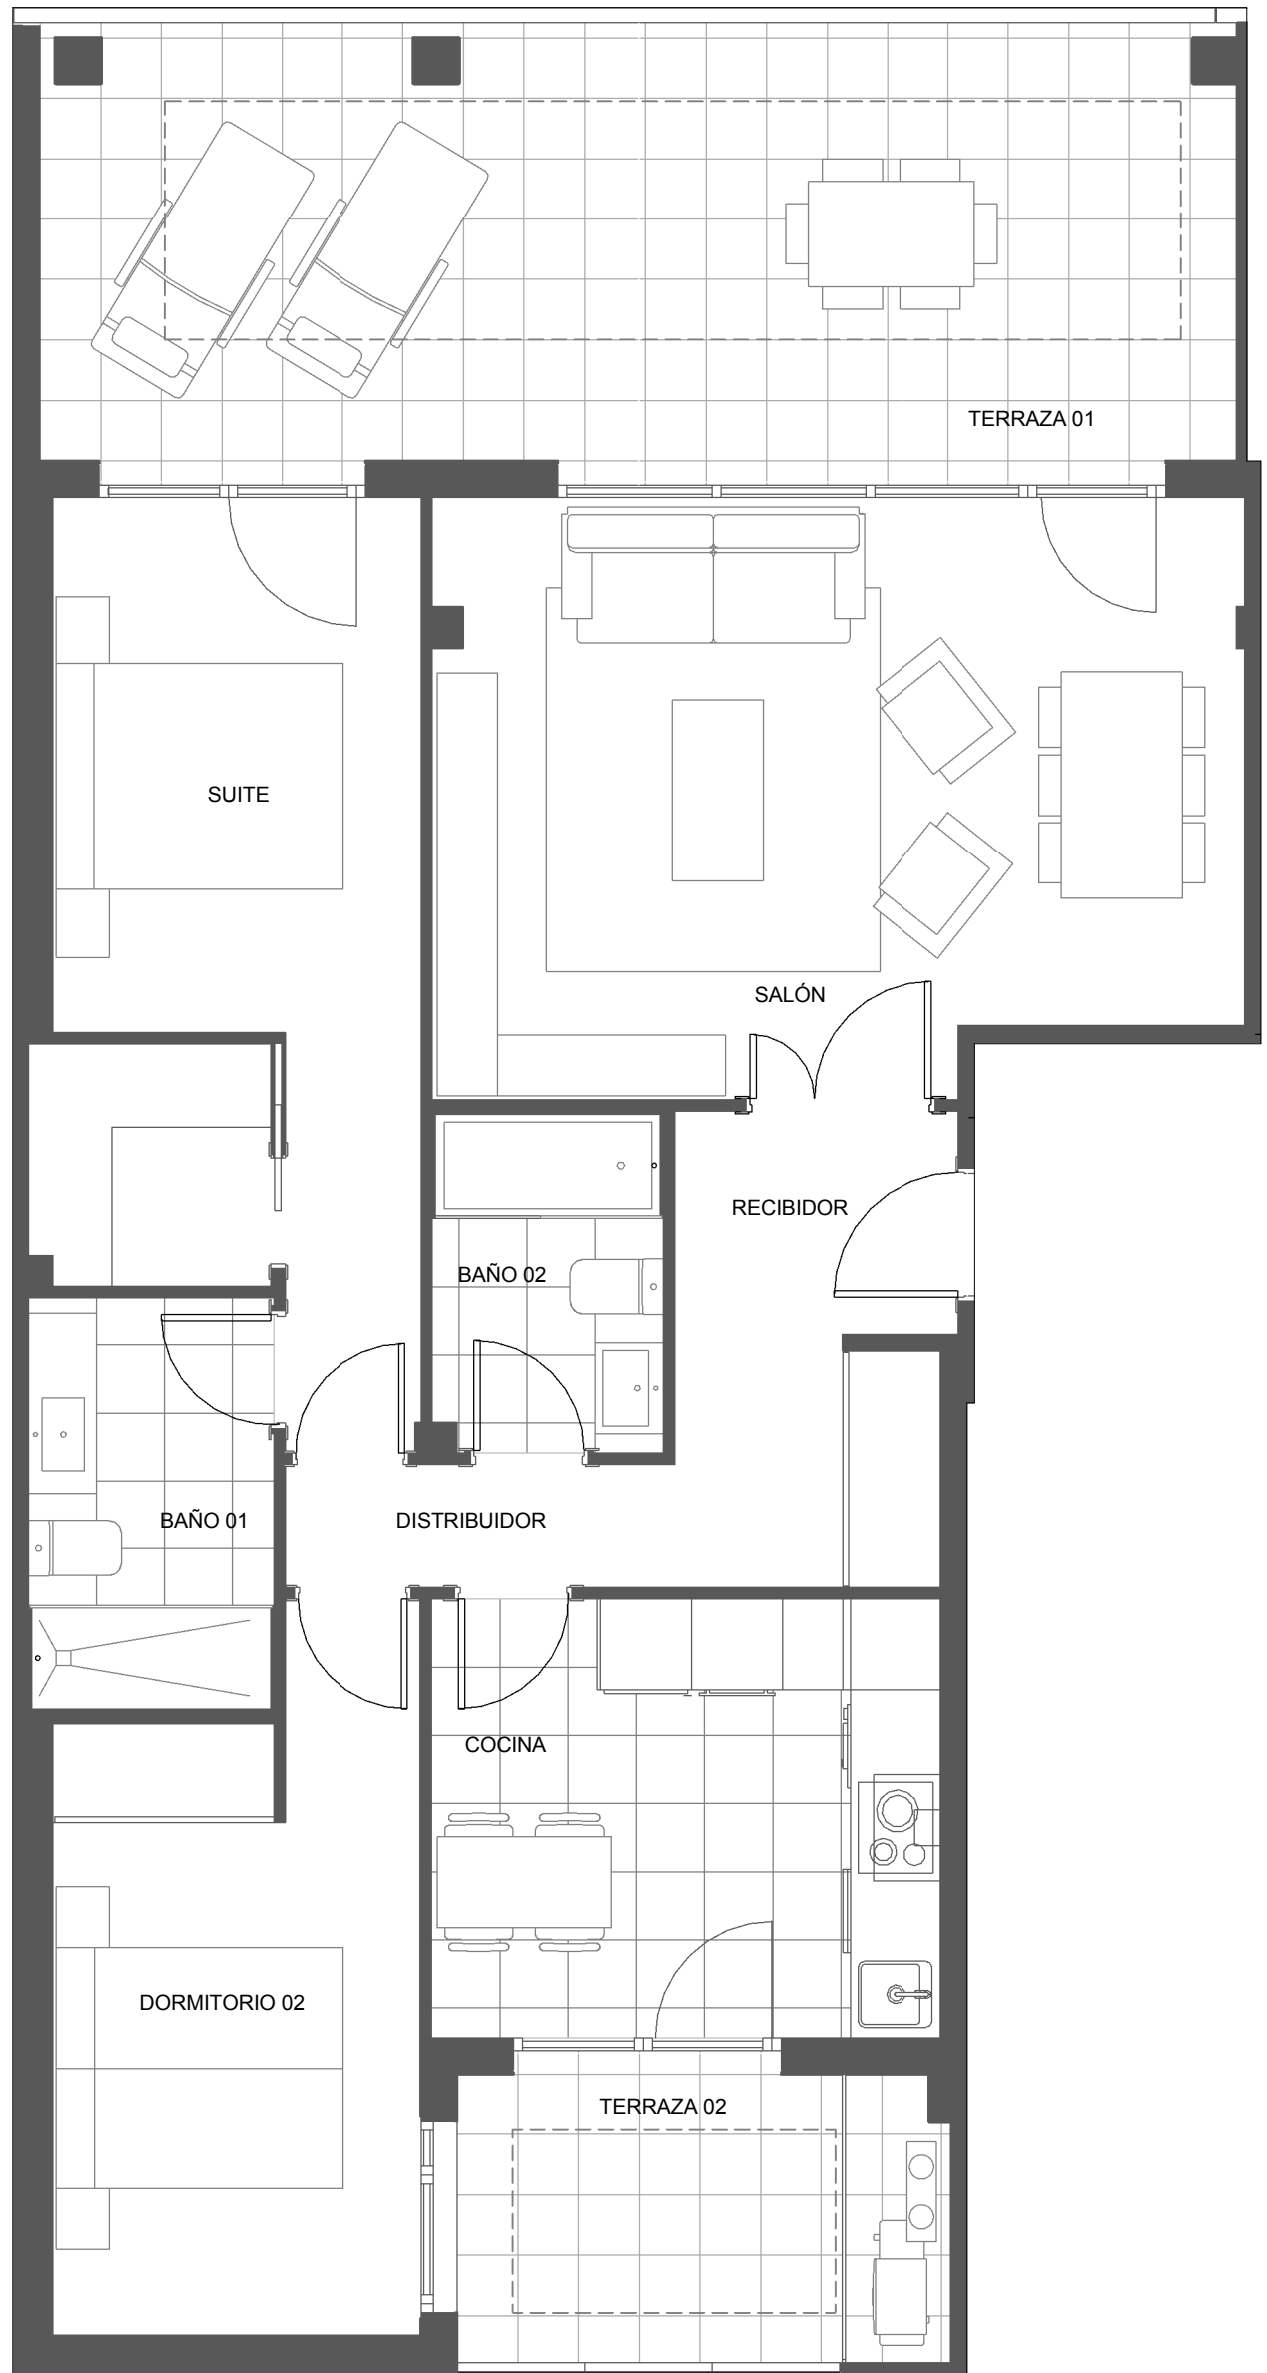 TERRAZA 01
SUITE
SALÓN
RECIBIDOR
BAÑO 02
BAÑO 01
DISTRIBUIDOR
COCINA
DORMITORIO 02
TERRAZA 02